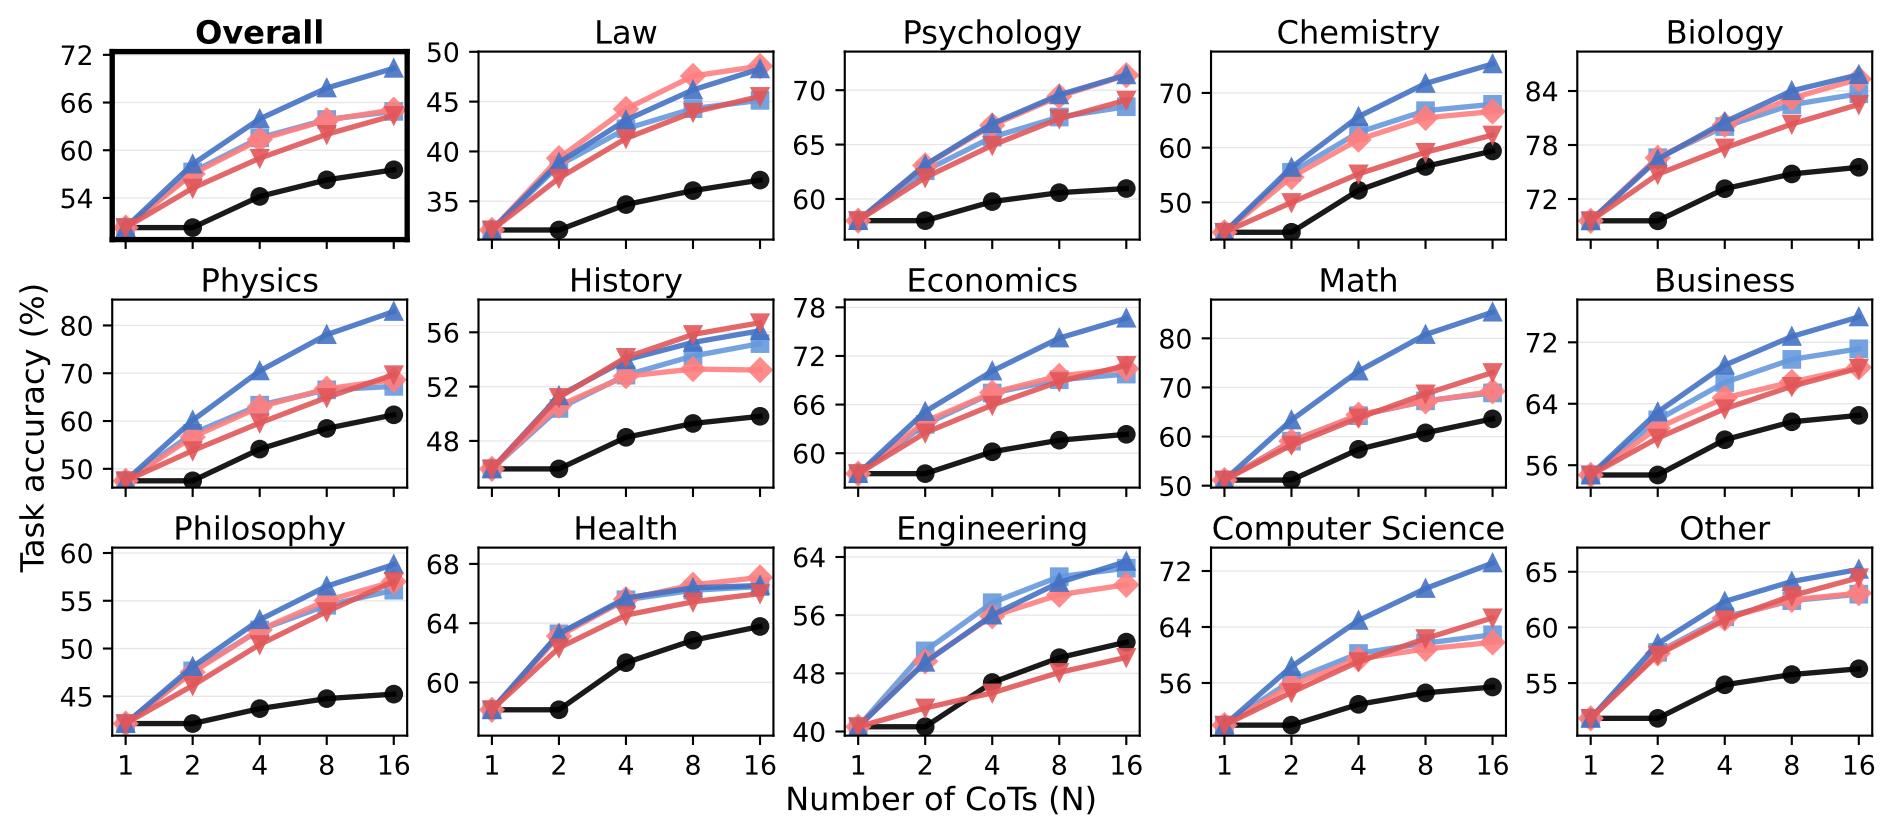 Overall
Law
Psychology
Chemistry
Biology
72
66
60
54
50
45
40
35
70
65
60
70
60
50
84
78
72
Task accuracy (%)
Physics
History
Economics
Math
Business
80
70
60
50
56
52
48
78
72
66
60
80
70
60
50
72
64
56
Philosophy
Health
Engineering
Computer Science
Other
60
55
50
45
68
64
60
64
56
48
40
72
64
56
65
60
55
1 2 4 8 16
1 2 4 8 16
1 2 4 8 16
1 2 4 8 16
1 2 4 8 16
Number of CoTs (N)